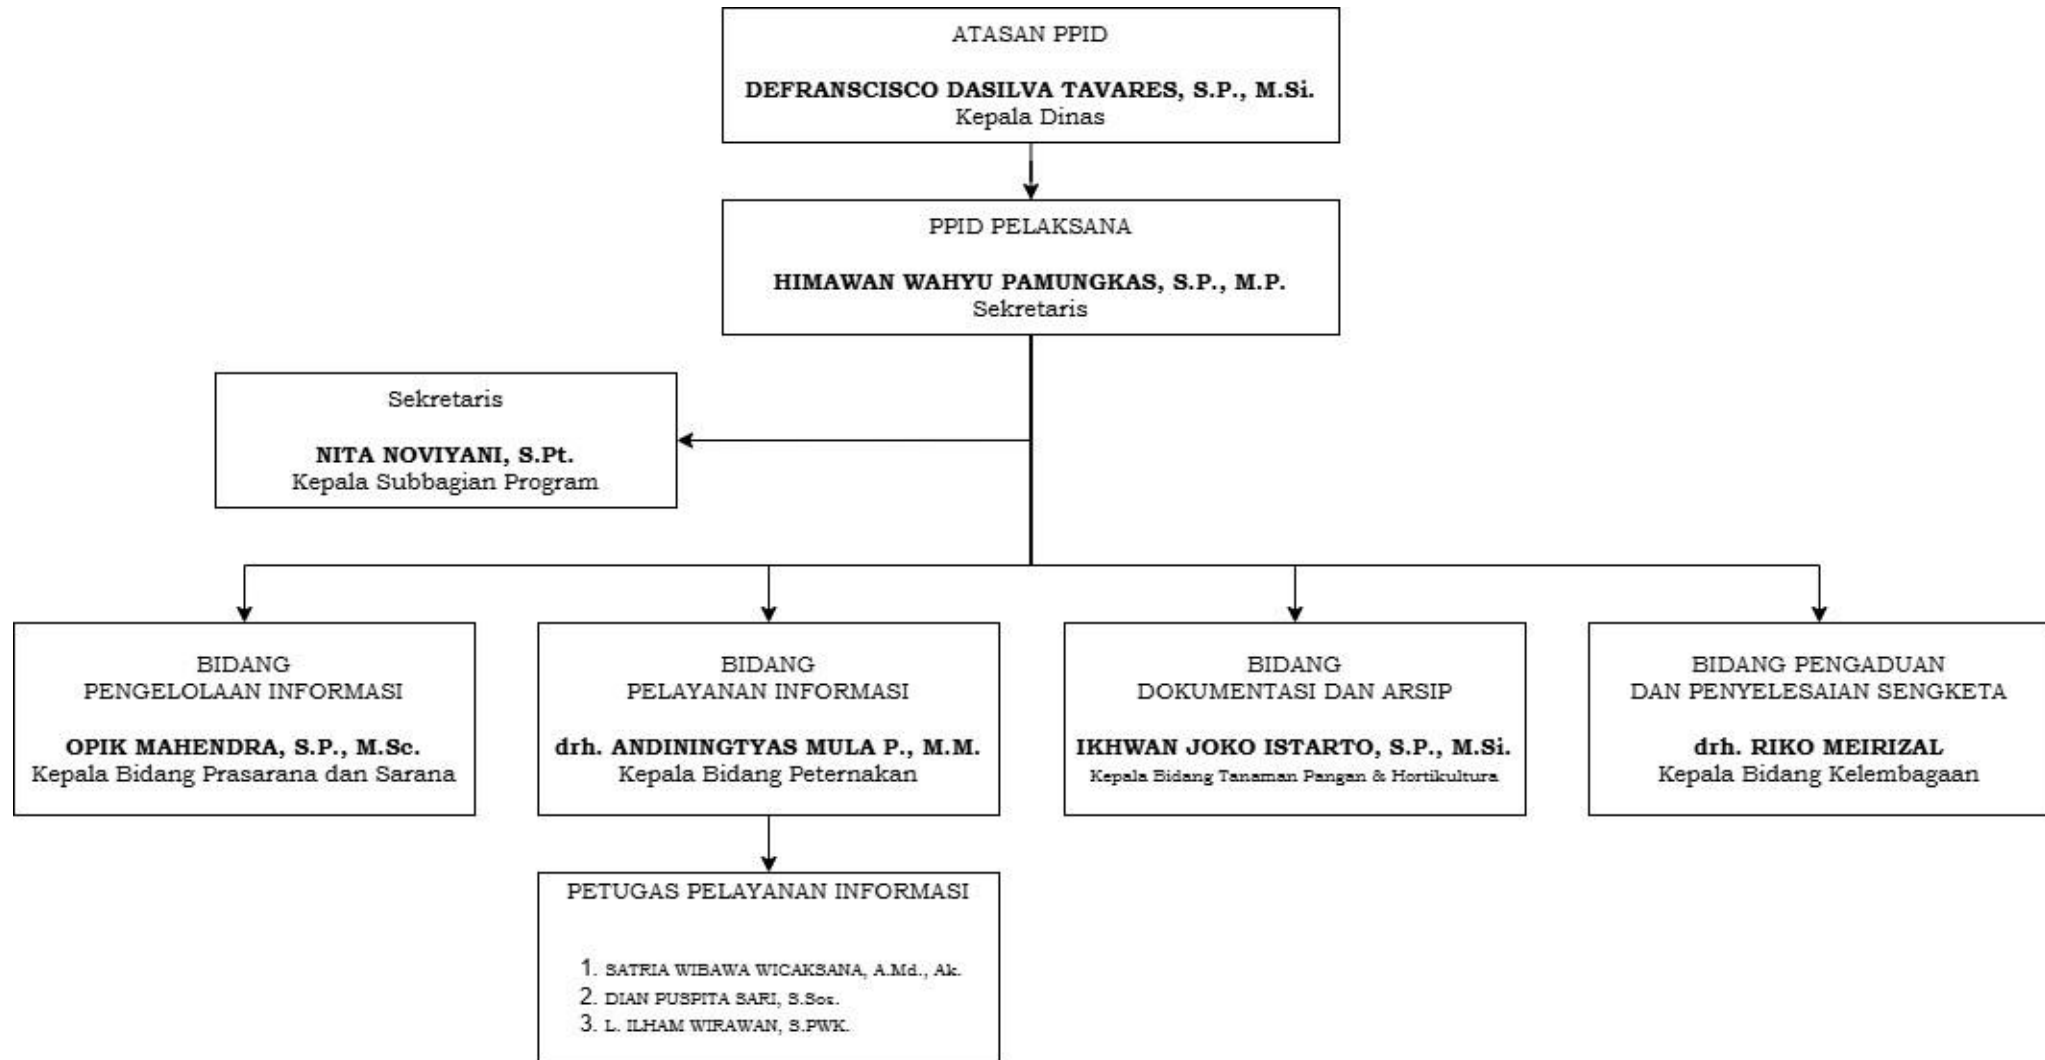 ATASAN PPID
DEFRANSCISCO DASILVA TAVARES, S.P., M.Si.
Kepala Dinas
PPID PELAKSANA
HIMAWAN WAHYU PAMUNGKAS, S.P., M.P.
Sekretaris
Sekretaris
NITA NOVIYANI, S.Pt.
Kepala Subbagian Program
BIDANG
PENGELOLAAN INFORMASI
OPIK MAHENDRA, S.P., M.Sc.
Kepala Bidang Prasarana dan Sarana
BIDANG
PELAYANAN INFORMASI
drh. ANDININGTYAS MULA P., M.M.
Kepala Bidang Peternakan
BIDANG
DOKUMENTASI DAN ARSIP
IKHWAN JOKO ISTARTO, S.P., M.Si.
Kepala Bidang Tanaman Pangan & Hortikultura
BIDANG PENGADUAN
DAN PENYELESAIAN SENGKETA
drh. RIKO MEIRIZAL
Kepala Bidang Kelembagaan
PETUGAS PELAYANAN INFORMASI
1. SATRIA WIBAWA WICAKSANA, A.Md., Ak.
2. DIAN PUSPITA SARI, S.Sos.
3. L. ILHAM WIRAWAN, S.PWK.